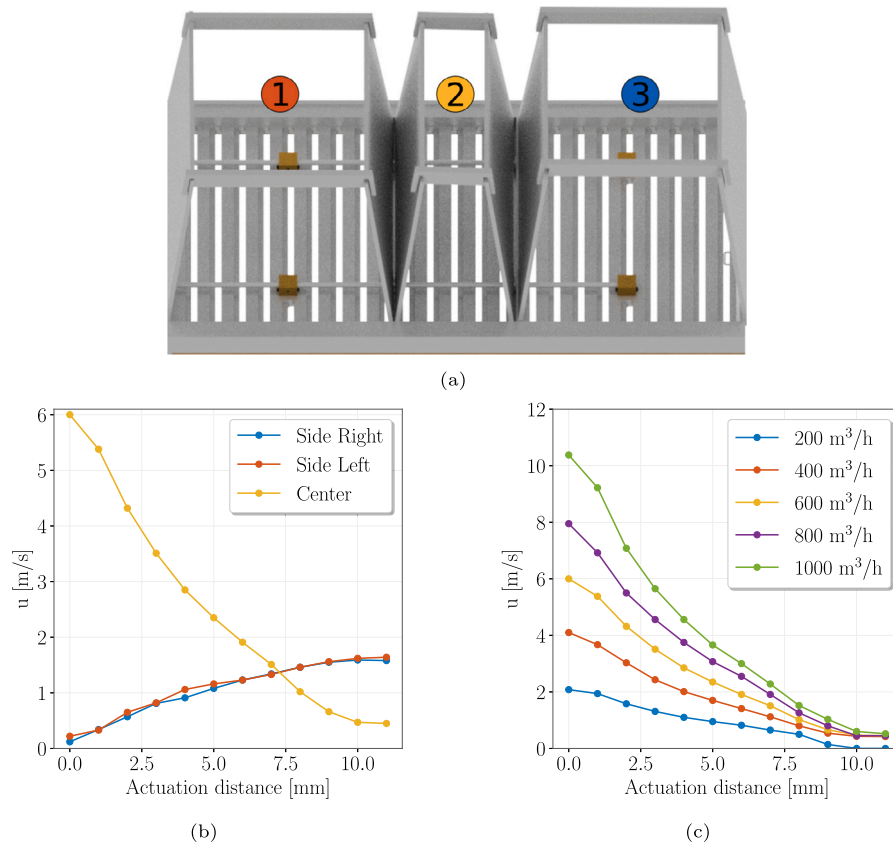 1 2 3
(a)
6
5
4
3
2
1
0
u [m/s]
Side Right
Side Left
Center
0.0 2.5 5.0 7.5 10.0
Actuation distance [mm]
(b)
12
10
8
6
4
2
0
u [m/s]
200 m³/h
400 m³/h
600 m³/h
800 m³/h
1000 m³/h
0.0 2.5 5.0 7.5 10.0
Actuation distance [mm]
(c)